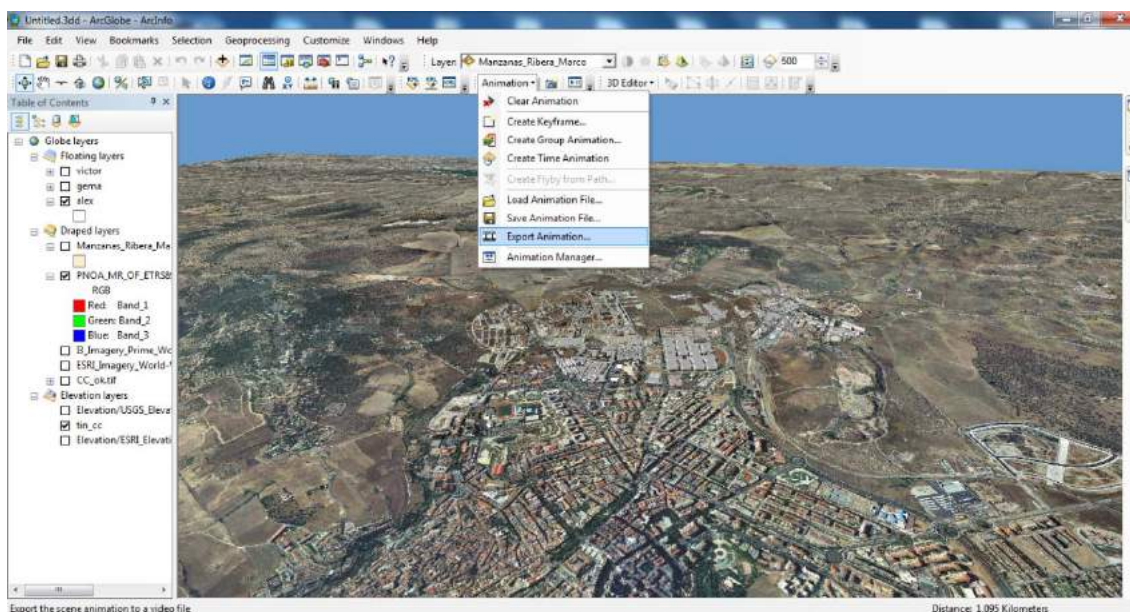 Untitled.3dd - ArcGlobe - ArcInfo
File Edit View Bookmarks Selection Geoprocessing Customize Windows Help
Layer: Manzanas_Ribera_Marco 500
Animation 3D Editor
Table of Contents
Clear Animation
Create Keyframe...
Create Group Animation...
Create Time Animation
Create Flyby from Path...
Load Animation File...
Save Animation File...
Export Animation...
Animation Manager...
Globe layers
Floating layers
victor
gema
alex
Draped layers
Manzanas_Ribera_Ma
PNOA_MR_OF_ETRS8
RGB
Red: Band_1
Green: Band_2
Blue: Band_3
B_Imagery_Prime_Wc
ESRI_Imagery_World-
CC_ok.tif
Elevation layers
Elevation/USGS_Eleva
tin_cc
Elevation/ESRI_Elevati
Export the scene animation to a video file
Distance: 1,095 Kilometers